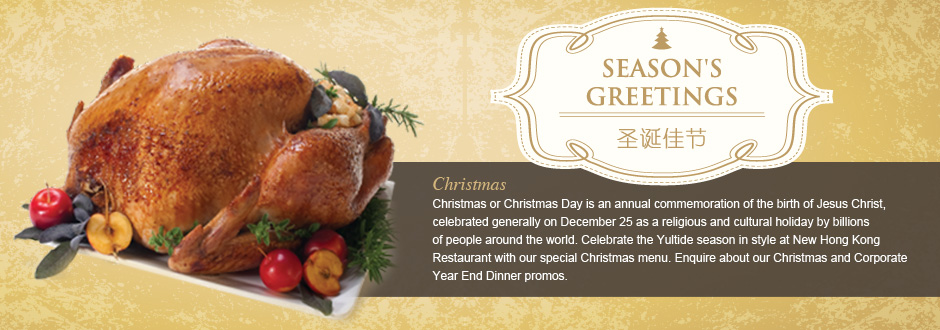 SEASON'S
GREETINGS
圣诞佳节
Christmas
Christmas or Christmas Day is an annual commemoration of the birth of Jesus Christ,
celebrated generally on December 25 as a religious and cultural holiday by billions
of people around the world. Celebrate the Yultide season in style at New Hong Kong
Restaurant with our special Christmas menu. Enquire about our Christmas and Corporate
Year End Dinner promos.